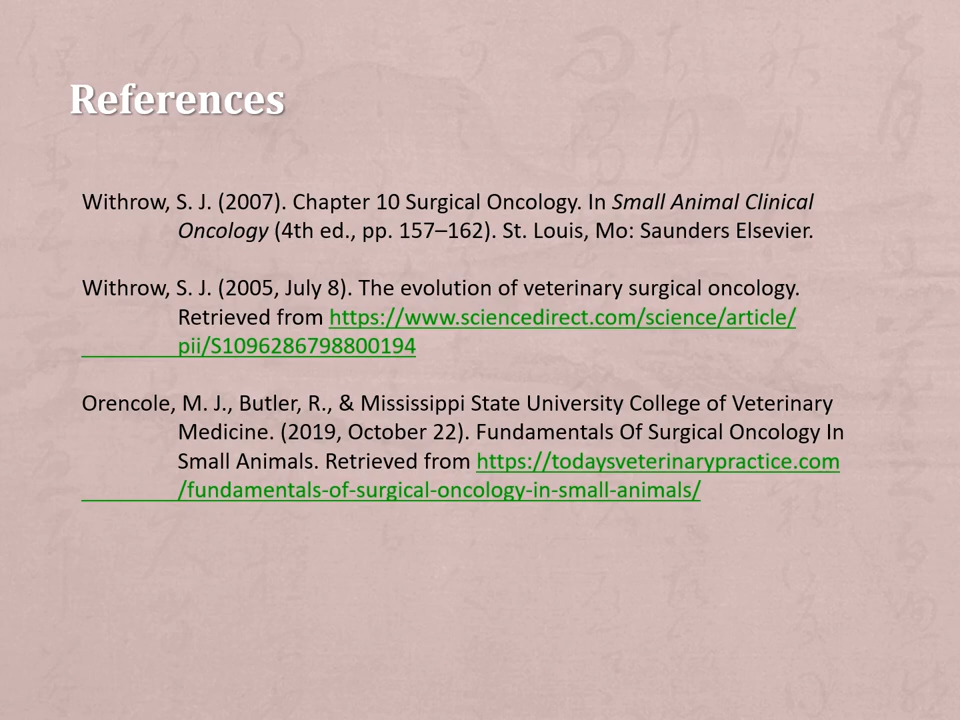 References
Withrow, S. J. (2007). Chapter 10 Surgical Oncology. In Small Animal Clinical
Oncology (4th ed., pp. 157–162). St. Louis, Mo: Saunders Elsevier.
Withrow, S. J. (2005, July 8). The evolution of veterinary surgical oncology.
Retrieved from https://www.sciencedirect.com/science/article/
pii/S1096286798800194
Orencole, M. J., Butler, R., & Mississippi State University College of Veterinary
Medicine. (2019, October 22). Fundamentals Of Surgical Oncology In
Small Animals. Retrieved from https://todaysveterinarypractice.com
/fundamentals-of-surgical-oncology-in-small-animals/